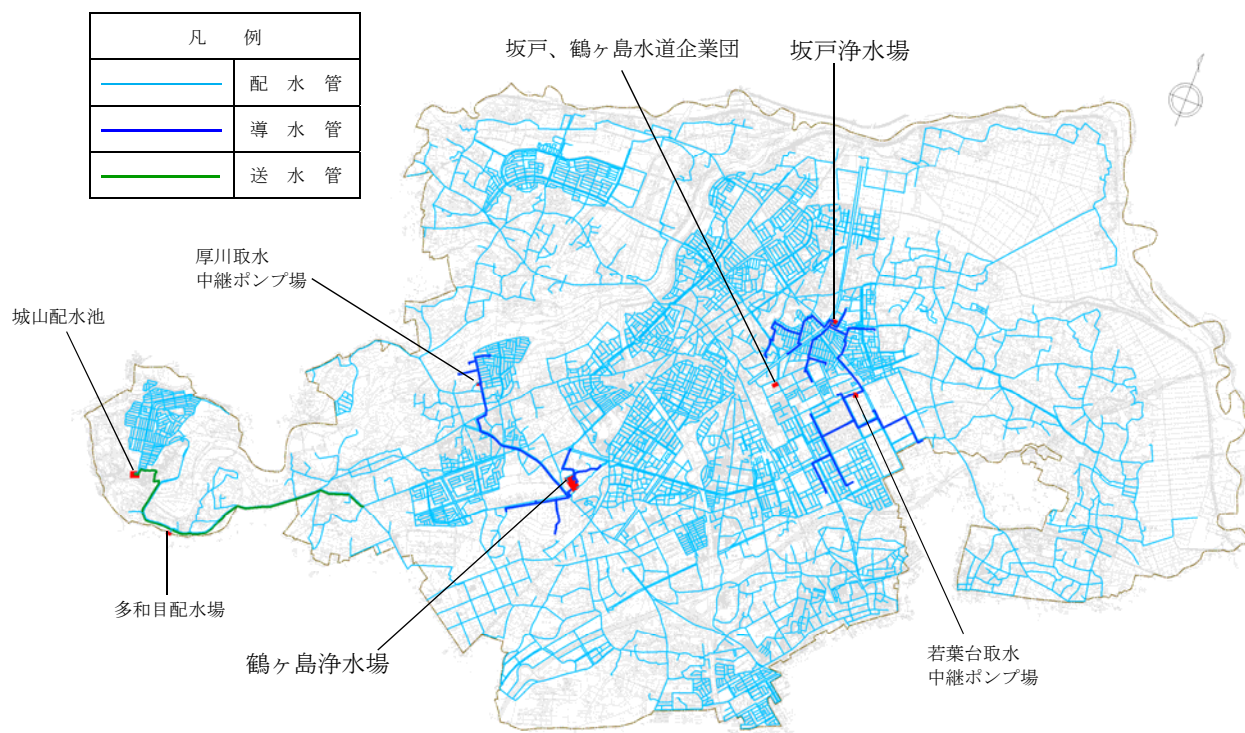 凡 例
配 水 管
導 水 管
送 水 管
坂戸、鶴ヶ島水道企業団
坂戸浄水場
厚川取水
中継ポンプ場
城山配水池
多和目配水場
鶴ヶ島浄水場
若葉台取水
中継ポンプ場